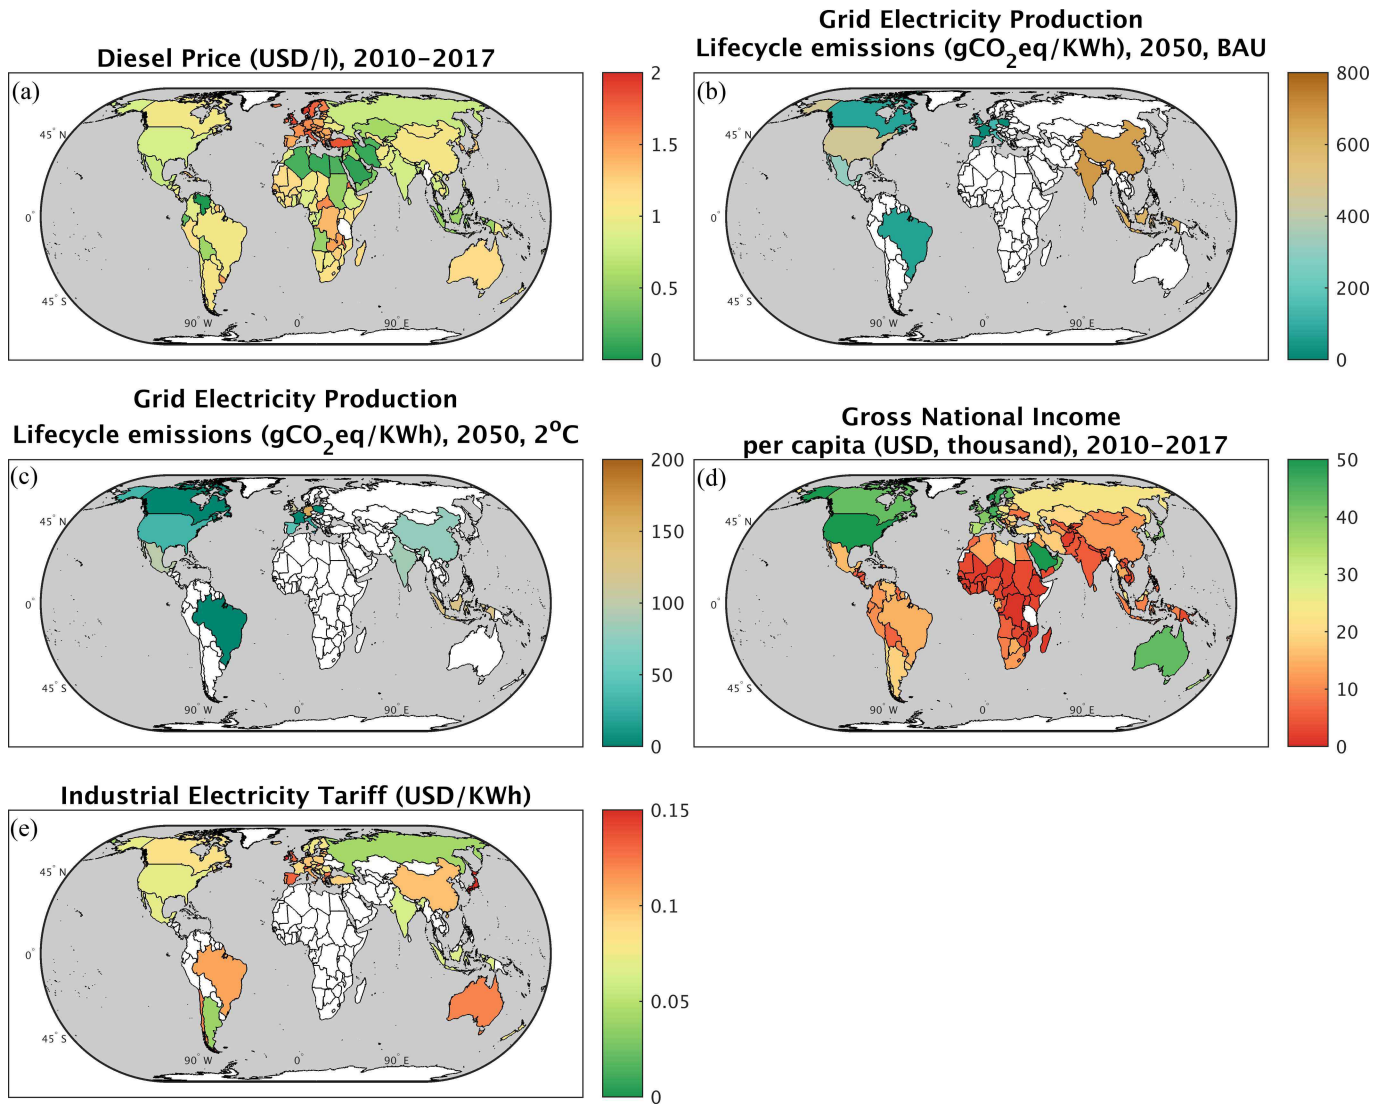 Diesel Price (USD/l), 2010-2017
(a)
45° N
0°
45° S
90° W
0°
90° E
2
1.5
1
0.5
0
Grid Electricity Production
Lifecycle emissions (gCO2eq/KWh), 2050, BAU
(b)
45° N
0°
45° S
90° W
0°
90° E
800
600
400
200
0
Grid Electricity Production
Lifecycle emissions (gCO2eq/KWh), 2050, 2°C
(c)
45° N
0°
45° S
90° W
0°
90° E
200
150
100
50
0
Gross National Income
per capita (USD, thousand), 2010-2017
(d)
45° N
0°
45° S
90° W
0°
90° E
50
40
30
20
10
0
Industrial Electricity Tariff (USD/KWh)
(e)
45° N
0°
45° S
90° W
0°
90° E
0.15
0.1
0.05
0